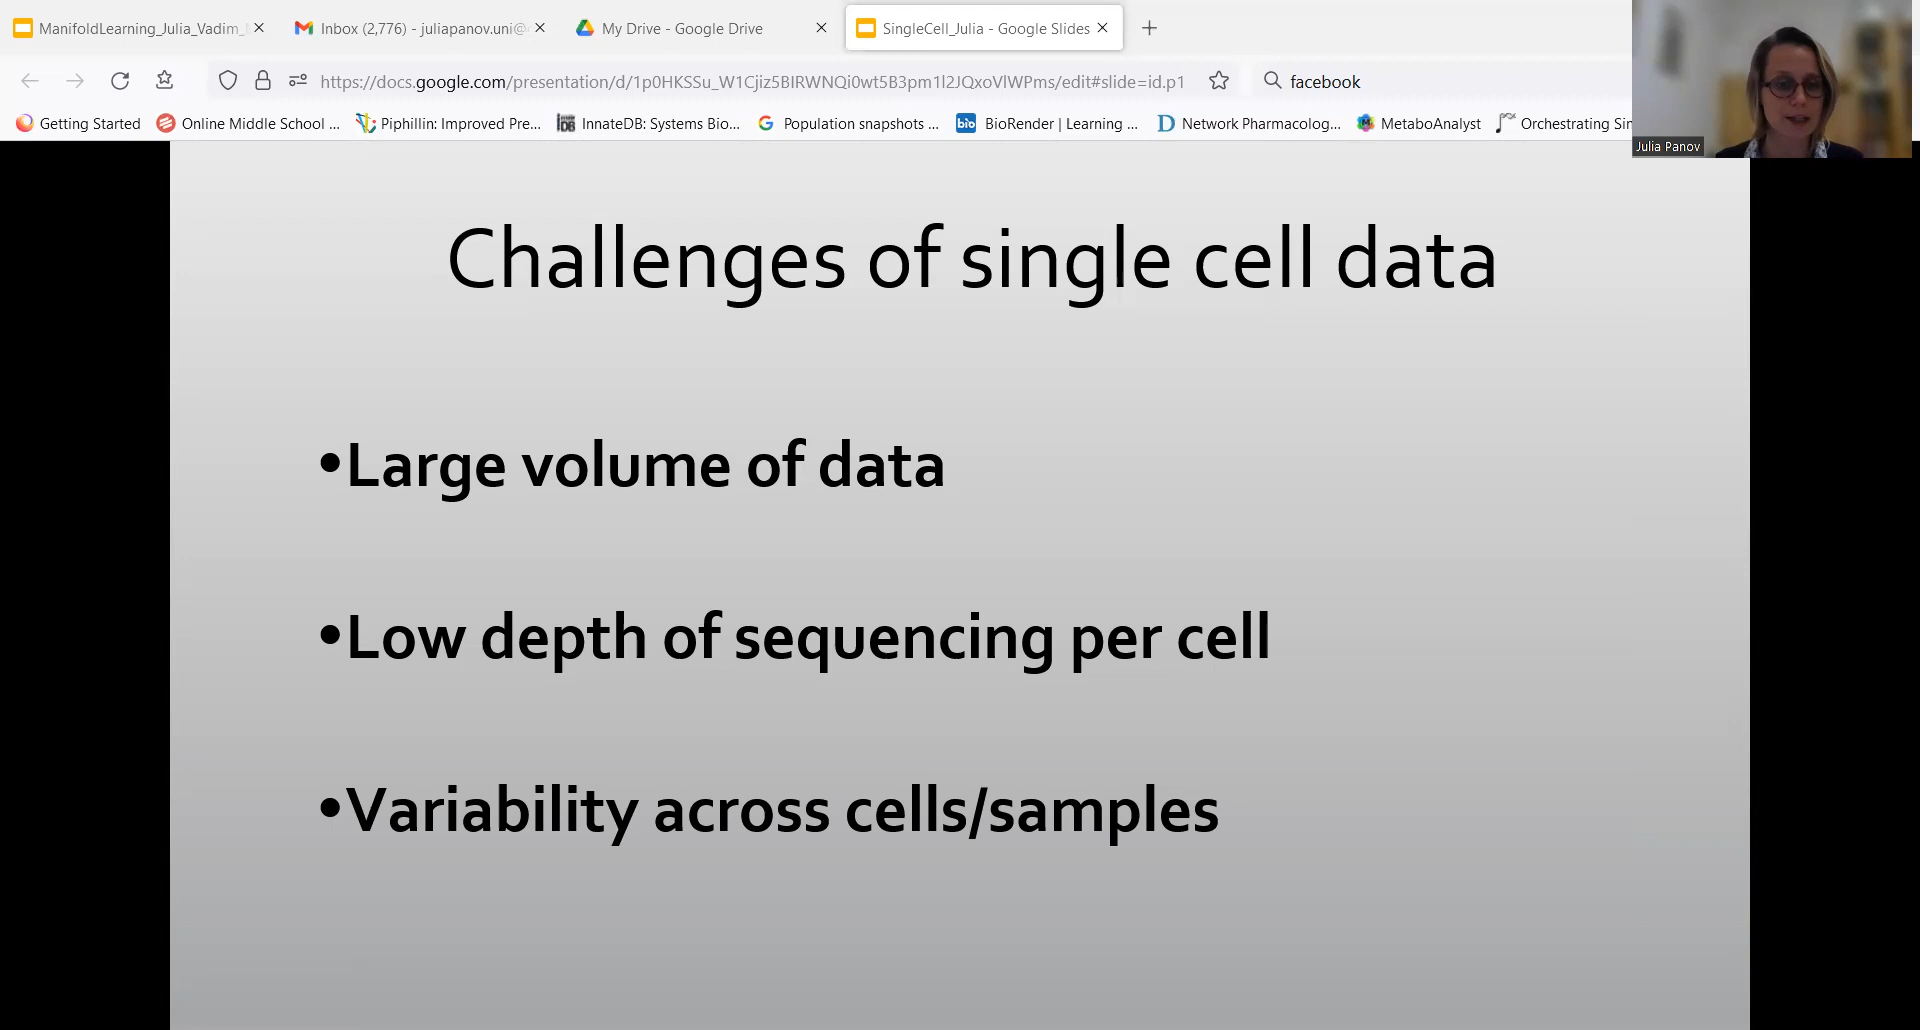 ManifoldLearning_Julia_Vadim_
Inbox (2,776) - juliapanov.uni@
My Drive - Google Drive
SingleCell_Julia - Google Slides
https://docs.google.com/presentation/d/1p0HKSSu_W1Cjiz5BIRWNQi0wt5B3pm1l2JQxoVlWPms/edit#slide=id.p1
facebook
Getting Started
Online Middle School ...
Piphillin: Improved Pre...
IDB
InnateDB: Systems Bio...
Population snapshots ...
bio
BioRender | Learning ...
Network Pharmacolog...
MetaboAnalyst
Orchestrating Sin
Julia Panov
Challenges of single cell data
•Large volume of data
•Low depth of sequencing per cell
•Variability across cells/samples